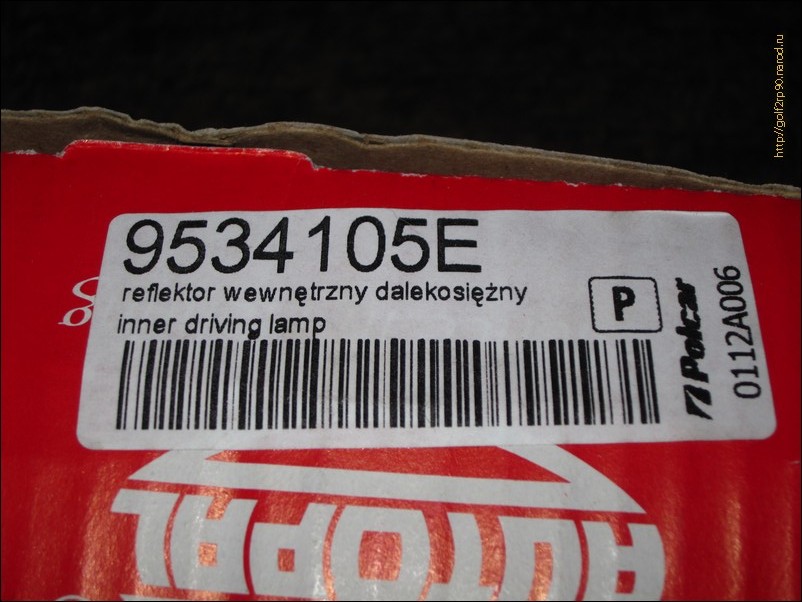 http://golf2rp90.narod.ru
9534105E
reflektor wewnętrzny dalekosiężny
inner driving lamp
P
Polcar
0112A006
AUTOPAL